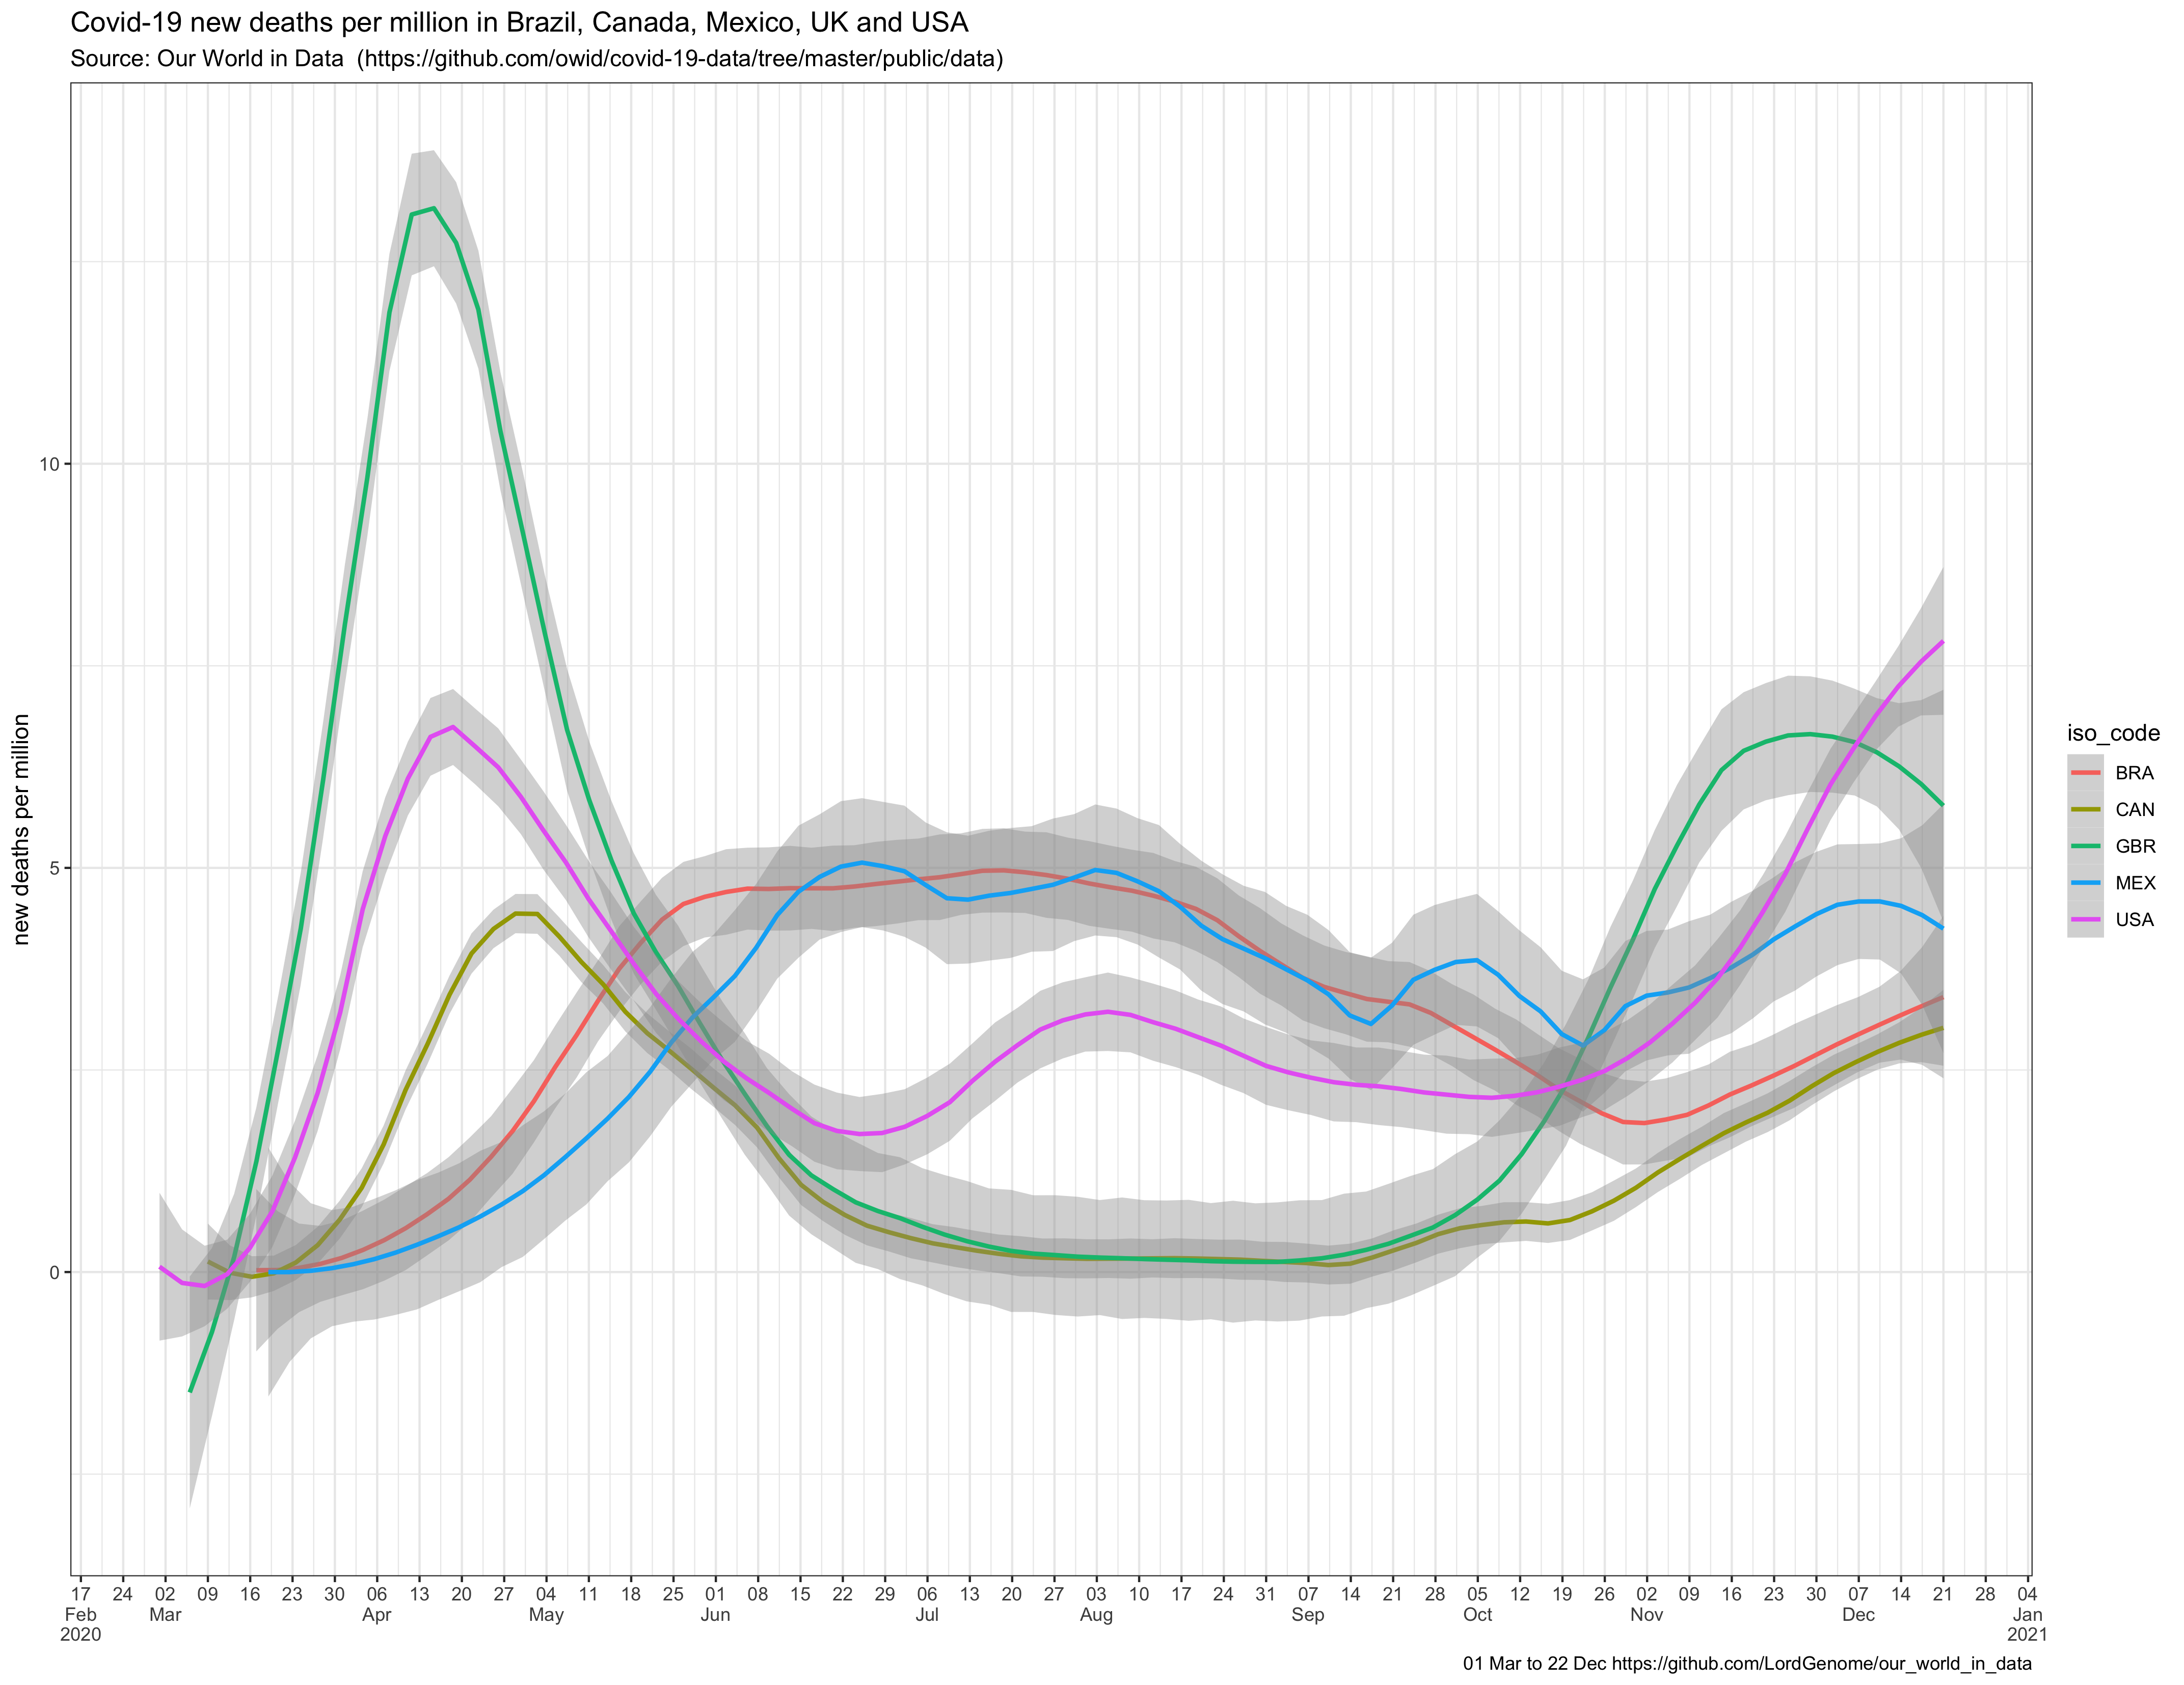 Covid-19 new deaths per million in Brazil, Canada, Mexico, UK and USA
Source: Our World in Data  (https://github.com/owid/covid-19-data/tree/master/public/data)
new deaths per million
10
5
0
iso_code
BRA
CAN
GBR
MEX
USA
17 24 02 09 16 23 30 06 13 20 27 04 11 18 25 01 08 15 22 29 06 13 20 27 03 10 17 24 31 07 14 21 28 05 12 19 26 02 09 16 23 30 07 14 21 28 04
Feb Mar Apr May Jun Jul Aug Sep Oct Nov Dec Jan
2020 2021
01 Mar to 22 Dec https://github.com/LordGenome/our_world_in_data